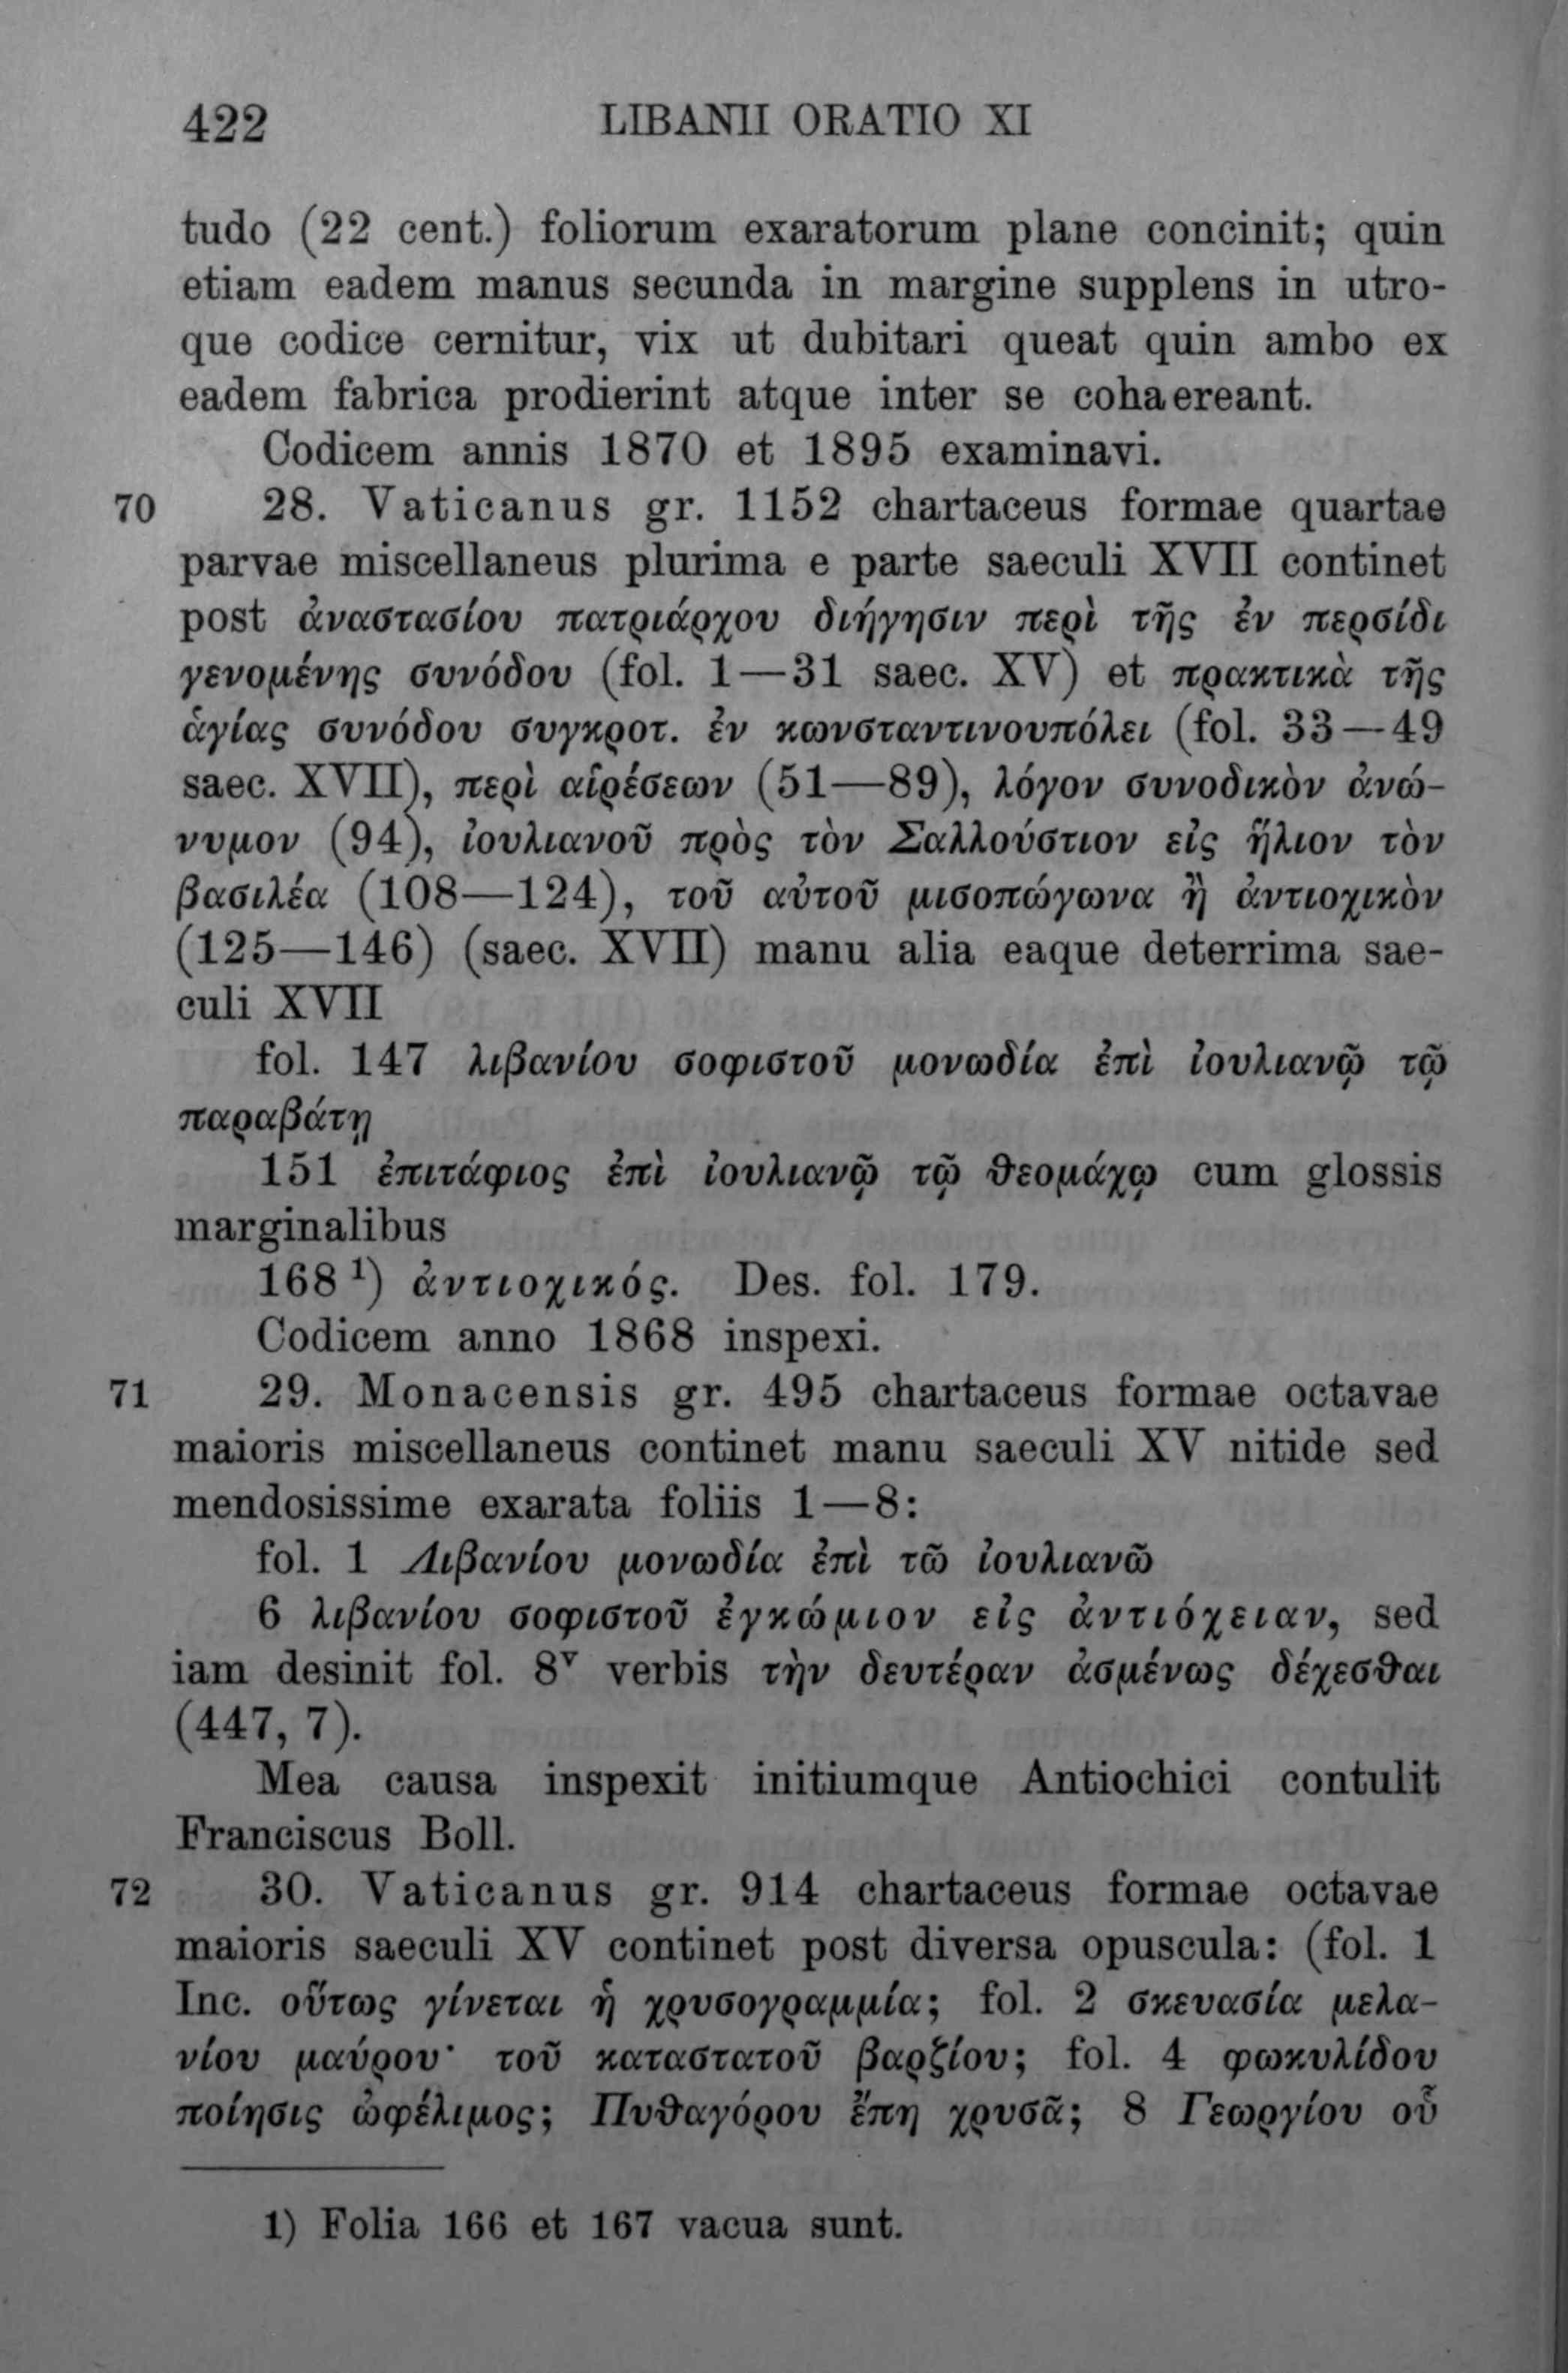 422 LIBANII ORATIO XI
tudo (22 cent.) foliorum exaratorum plane concinit; quin
etiam eadem manus secunda in margine supplens in utro-
que codice cernitur, vix ut dubitari queat quin ambo ex
eadem fabrica prodierint atque inter se cohaereant.
Codicem annis 1870 et 1895 examinavi.
70 28. Vaticanus gr. 1152 chartaceus formae quartae
parvae miscellaneus plurima e parte saeculi XVII continet
post ἀναστασίου πατριάρχου διήγησιν περὶ τῆς ἐν περσίδι
γενομένης συνόδου (fol. 1—31 saec. XV) et πρακτικὰ τῆς
ἁγίας συνόδου συγκροτ. ἐν κωνσταντινουπόλει (fol. 33—49
saec. XVII), περὶ αἱρέσεων (51—89), λόγον συνοδικὸν ἀνώ-
νυμον (94), ἰουλιανοῦ πρὸς τὸν Σαλλούστιον εἰς ἥλιον τὸν
βασιλέα (108—124), τοῦ αὐτοῦ μισοπώγωνα ἢ ἀντιοχικὸν
(125—146) (saec. XVII) manu alia eaque deterrima sae-
culi XVII
fol. 147 λιβανίου σοφιστοῦ μονωδία ἐπὶ ἰουλιανῷ τῷ
παραβάτῃ
151 ἐπιτάφιος ἐπὶ ἰουλιανῷ τῷ θεομάχῳ cum glossis
marginalibus
168 ¹) ἀντιοχικός. Des. fol. 179.
Codicem anno 1868 inspexi.
71 29. Monacensis gr. 495 chartaceus formae octavae
maioris miscellaneus continet manu saeculi XV nitide sed
mendosissime exarata foliis 1—8:
fol. 1 Λιβανίου μονωδία ἐπὶ τῶ ἰουλιανῶ
6 λιβανίου σοφιστοῦ ἐγκώμιον εἰς ἀντιόχειαν, sed
iam desinit fol. 8ᵛ verbis τὴν δευτέραν ἀσμένως δέχεσθαι
(447, 7).
Mea causa inspexit initiumque Antiochici contulit
Franciscus Boll.
72 30. Vaticanus gr. 914 chartaceus formae octavae
maioris saeculi XV continet post diversa opuscula: (fol. 1
Inc. οὕτως γίνεται ἡ χρυσογραμμία; fol. 2 σκευασία μελα-
νίου μαύρου· τοῦ καταστατοῦ βαρζίου; fol. 4 φωκυλίδου
ποίησις ὠφέλιμος; Πυθαγόρου ἔπη χρυσᾶ; 8 Γεωργίου οὗ
1) Folia 166 et 167 vacua sunt.